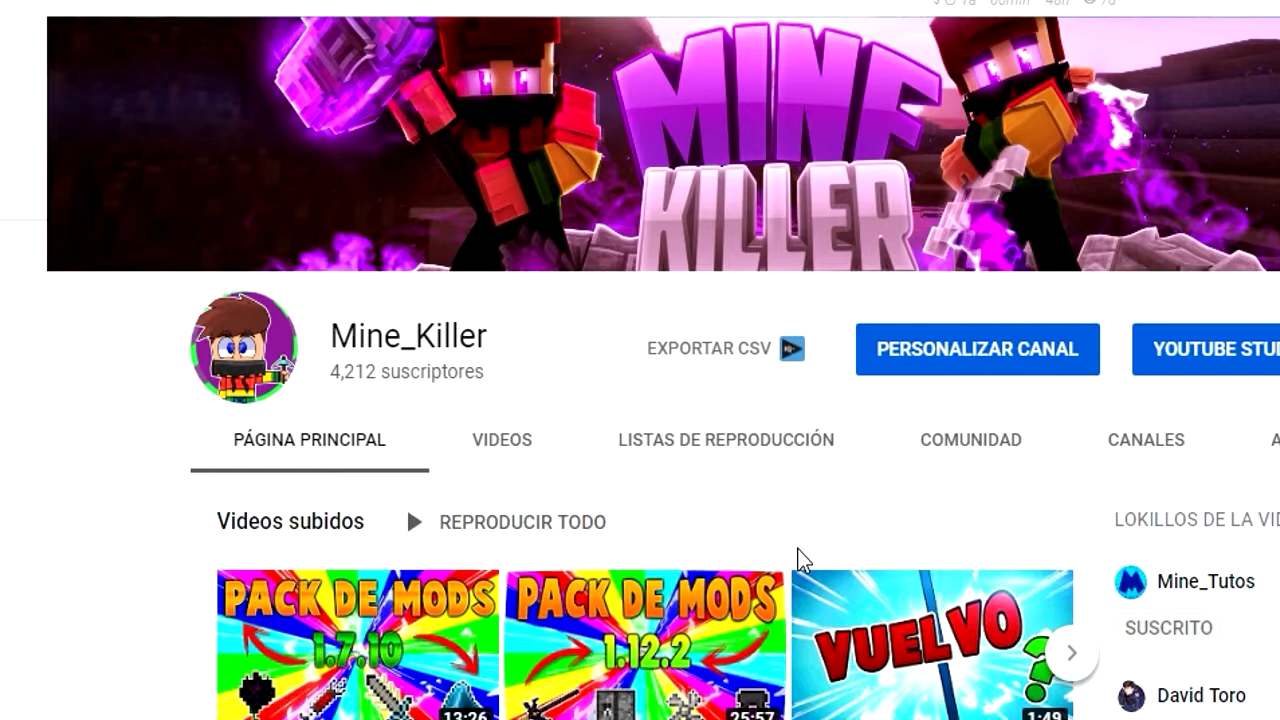 MINE
KILLER
Mine_Killer
4,212 suscriptores
EXPORTAR CSV
PERSONALIZAR CANAL
YOUTUBE
PÁGINA PRINCIPAL
VIDEOS
LISTAS DE REPRODUCCIÓN
COMUNIDAD
CANALES
Videos subidos
REPRODUCIR TODO
LOKILLOS DE LA
PACK DE MODS
1.7.10
13:26
PACK DE MODS
1.12.2
25:57
VUELVO
?
1:49
Mine_Tutos
SUSCRITO
David Toro